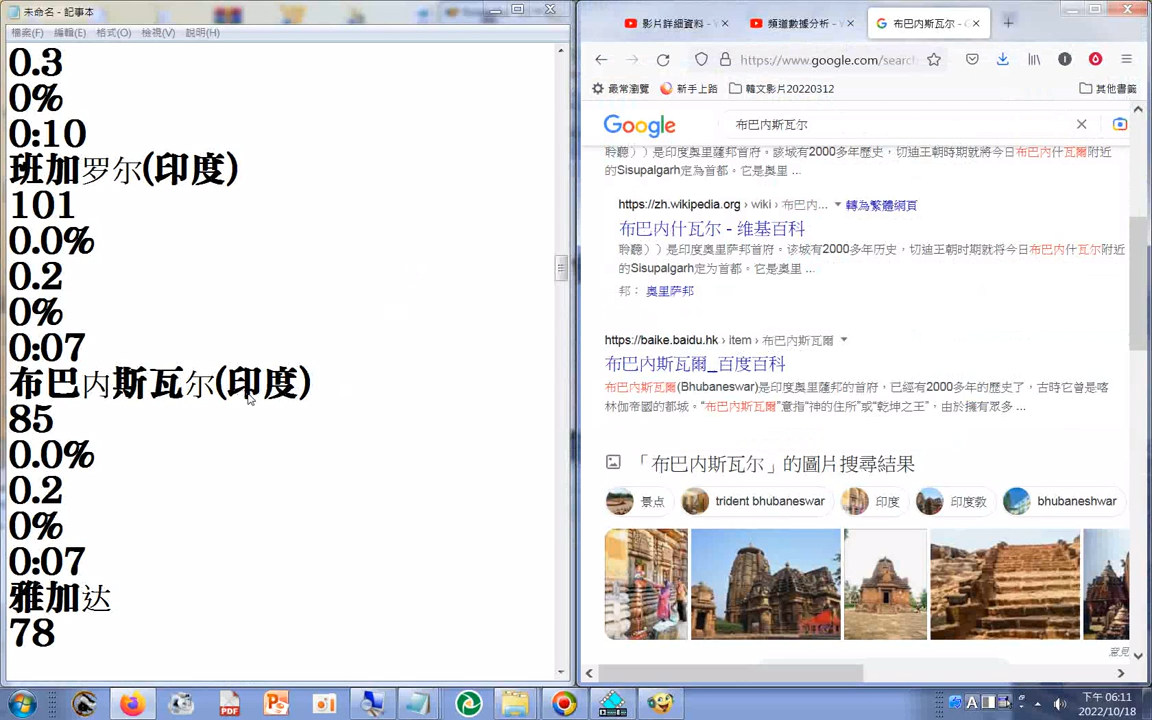 未命名 - 記事本
檔案(F) 編輯(E) 格式(O) 檢視(V) 說明(H)
0.3
0%
0:10
班加罗尔(印度)
101
0.0%
0.2
0%
0:07
布巴内斯瓦尔(印度)
85
0.0%
0.2
0%
0:07
雅加达
78
影片詳細資料 - Y
頻道數據分析 - Y
布巴内斯瓦尔 - G
https://www.google.com/search
最常瀏覽
新手上路
韓文影片20220312
其他書籤
Google
布巴内斯瓦尔
聆聽））是印度奧里薩邦首府。該城有2000多年歷史，切迪王朝時期就將今日布巴内什瓦爾附近
的Sisupalgarh定為首都。它是奧里 ...
https://zh.wikipedia.org › wiki › 布巴内...
轉為繁體網頁
布巴内什瓦尔 - 维基百科
聆聽））是印度奥里萨邦首府。该城有2000多年历史，切迪王朝时期就将今日布巴内什瓦尔附近
的Sisupalgarh定为首都。它是奥里 ...
邦： 奥里萨邦
https://baike.baidu.hk › item › 布巴内斯瓦爾
布巴内斯瓦爾_百度百科
布巴内斯瓦爾(Bhubaneswar)是印度奧里薩邦的首府，已經有2000多年的歷史了，古時它曾是喀
林伽帝國的都城。“布巴内斯瓦爾”意指“神的住所”或“乾坤之王”，由於擁有眾多 ...
「布巴内斯瓦尔」的圖片搜尋結果
景点
trident bhubaneswar
印度
印度教
bhubaneshwar
意見
PDF
A
下午 06:11
2022/10/18